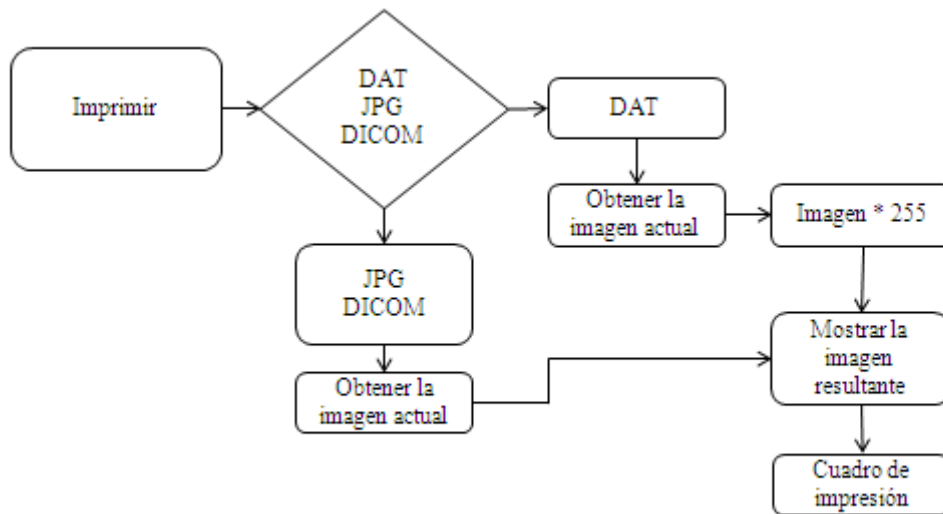 Imprimir
DAT
JPG
DICOM
DAT
Obtener la
imagen actual
Imagen * 255
JPG
DICOM
Obtener la
imagen actual
Mostrar la
imagen
resultante
Cuadro de
impresión